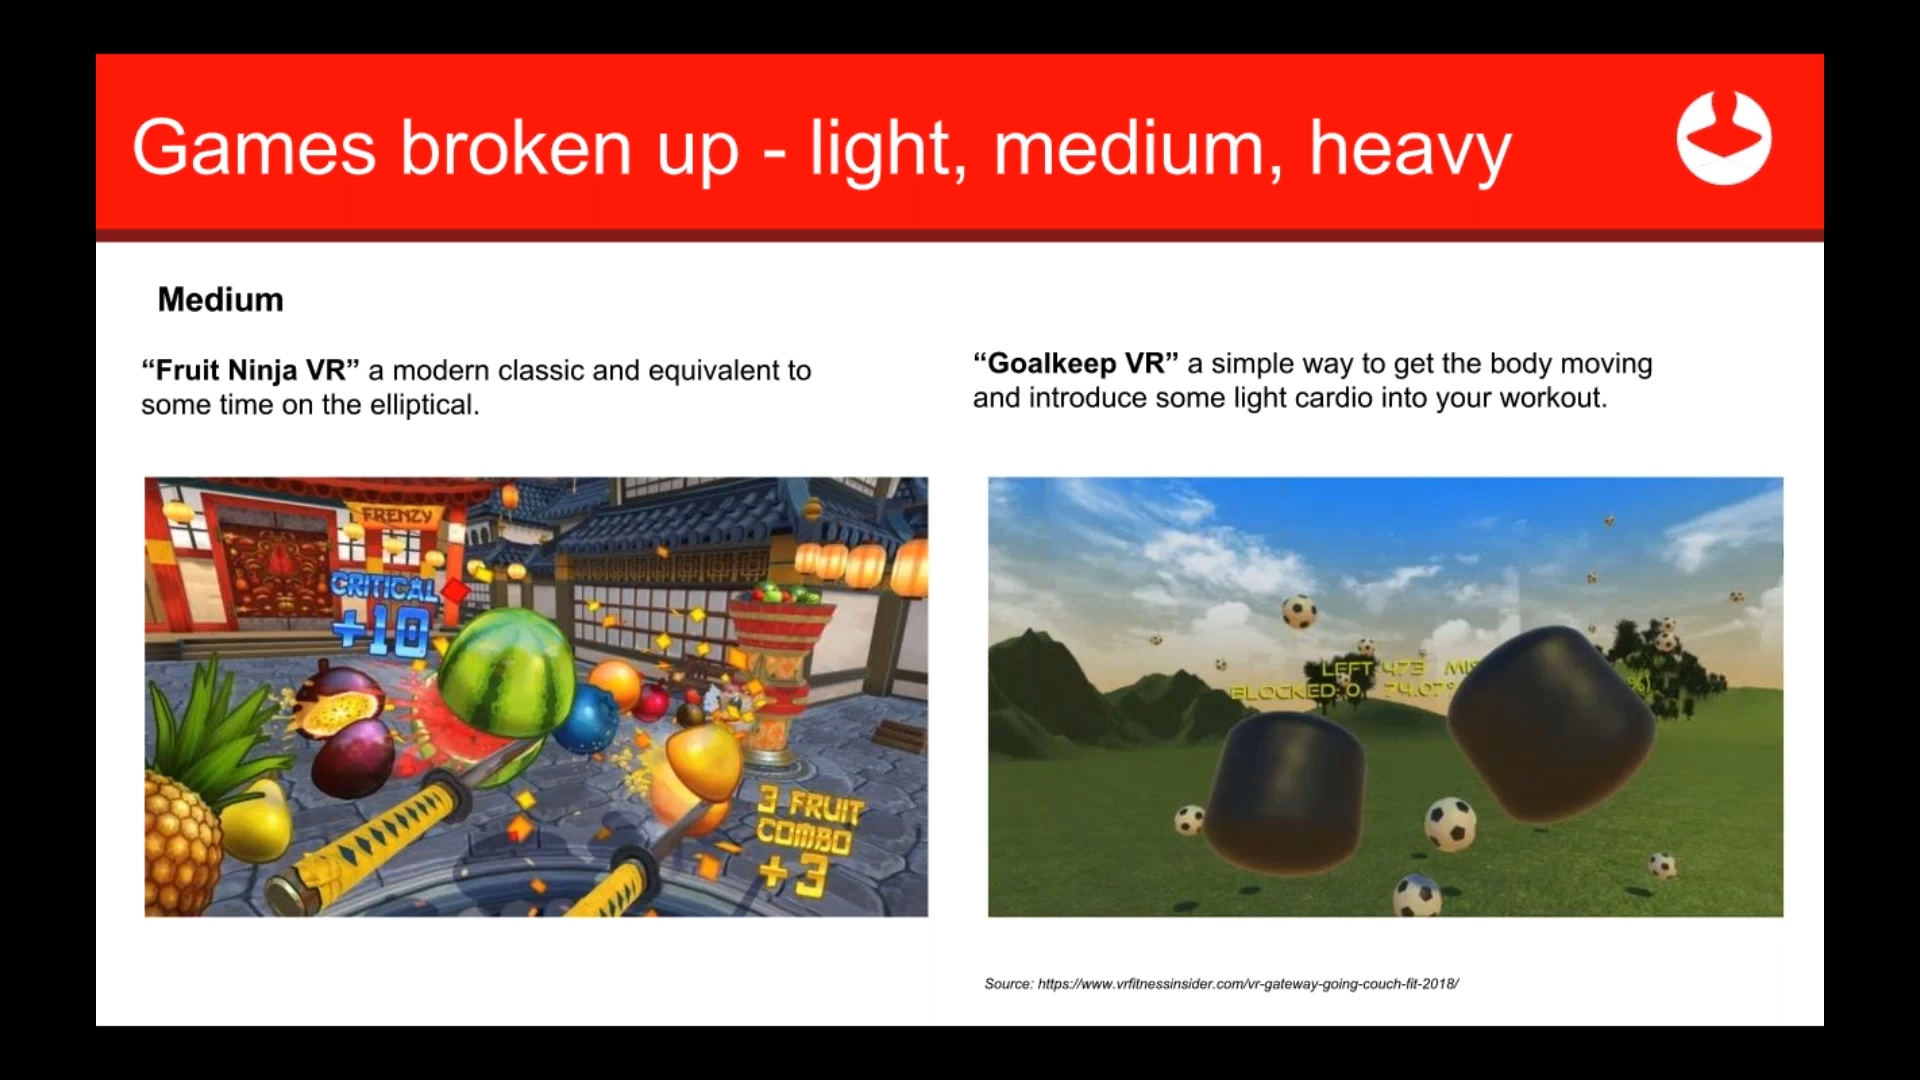 Games broken up - light, medium, heavy
Medium
“Fruit Ninja VR” a modern classic and equivalent to
some time on the elliptical.
“Goalkeep VR” a simple way to get the body moving
and introduce some light cardio into your workout.
FRENZY
CRITICAL
+10
3 FRUIT
COMBO
+3
LEFT 473
BLOCKED: 0,
Source: https://www.vrfitnessinsider.com/vr-gateway-going-couch-fit-2018/